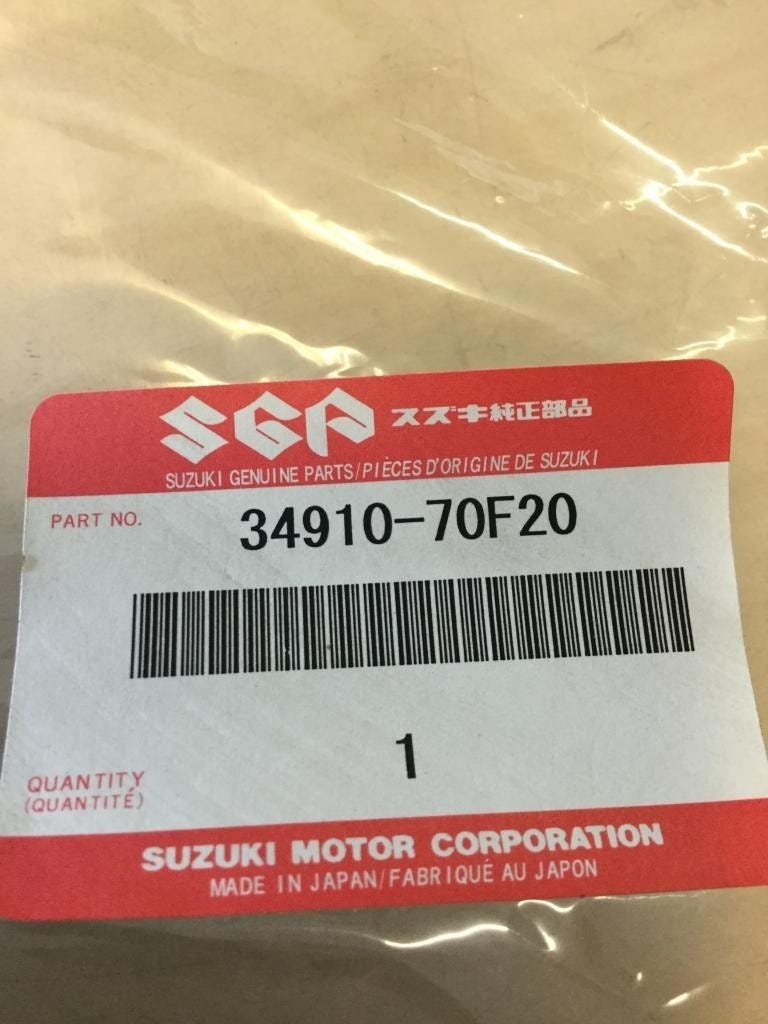 SGP スズキ純正部品
SUZUKI GENUINE PARTS/PIÈCES D'ORIGINE DE SUZUKI
PART NO. 34910-70F20
1
QUANTITY
(QUANTITÉ)
SUZUKI MOTOR CORPORATION
MADE IN JAPAN/FABRIQUÉ AU JAPON